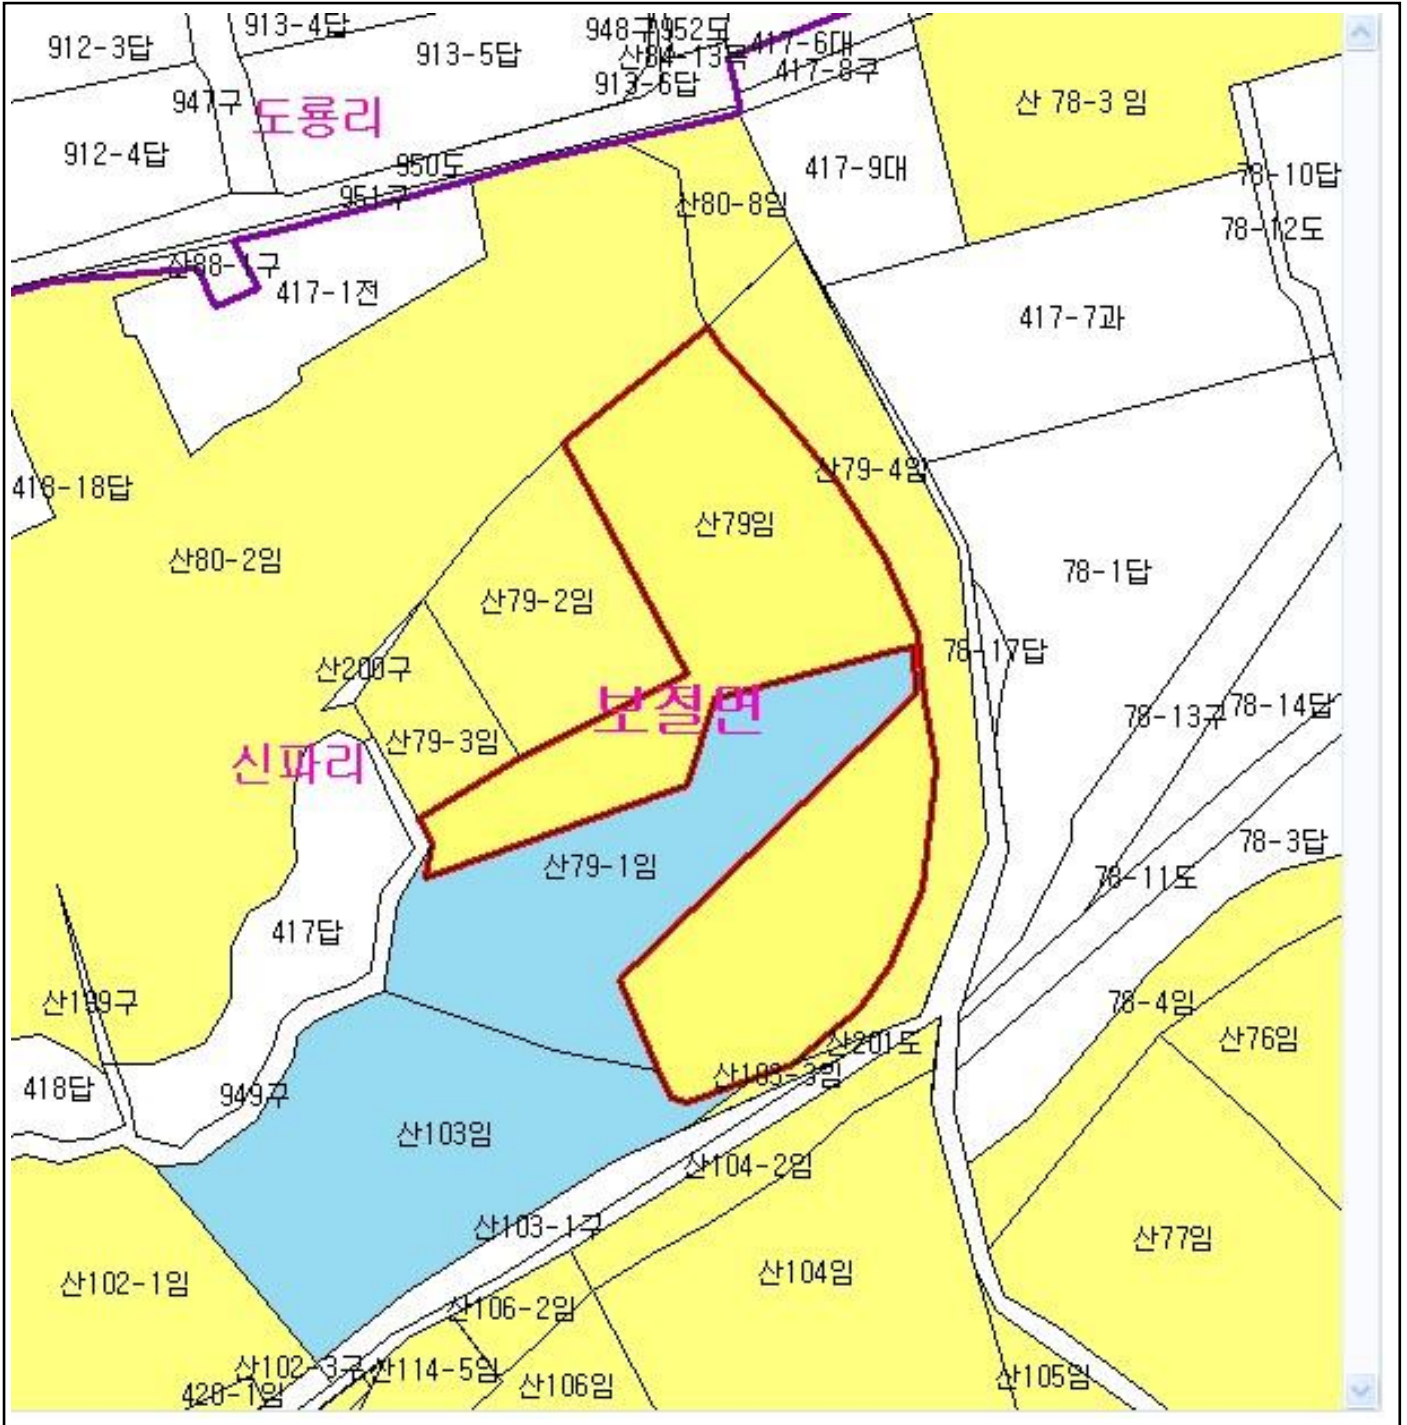 913-4답
948구
952도
912-3답
913-5답
산84-13목
417-6대
417-8구
913-6답
947구
산 78-3 임
도룡리
912-4답
950도
417-9대
78-10답
951구
산80-8임
78-12도
산88-1구
417-1전
417-7과
산79-4임
418-18답
산79임
산80-2임
78-1답
산79-2임
78-17답
산200구
보절면
78-14답
78-13구
산79-3임
신파리
78-3답
산79-1임
78-11도
417답
산199구
78-4임
산76임
산201도
산103-3임
418답
949구
산103임
산104-2임
산103-1구
산77임
산104임
산102-1임
산106-2임
산102-3구
산114-5임
산106임
산105임
420-1임